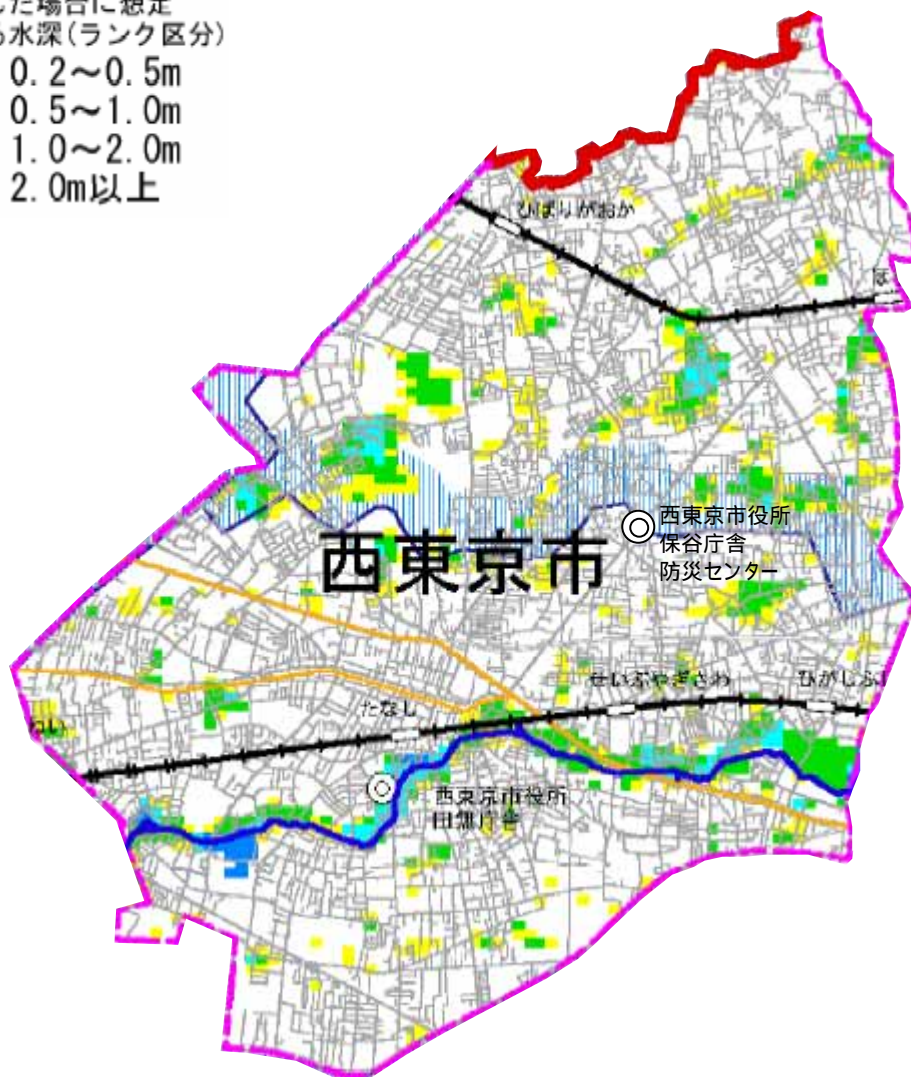 した場合に想定
る水深(ランク区分)
0.2～0.5m
0.5～1.0m
1.0～2.0m
2.0m以上
ひばりがおか
ほ
西東京市役所
保谷庁舎
防災センター
西東京市
せいぶやぎさわ
ひがしふし
たなし
西東京市役所
田無庁舎